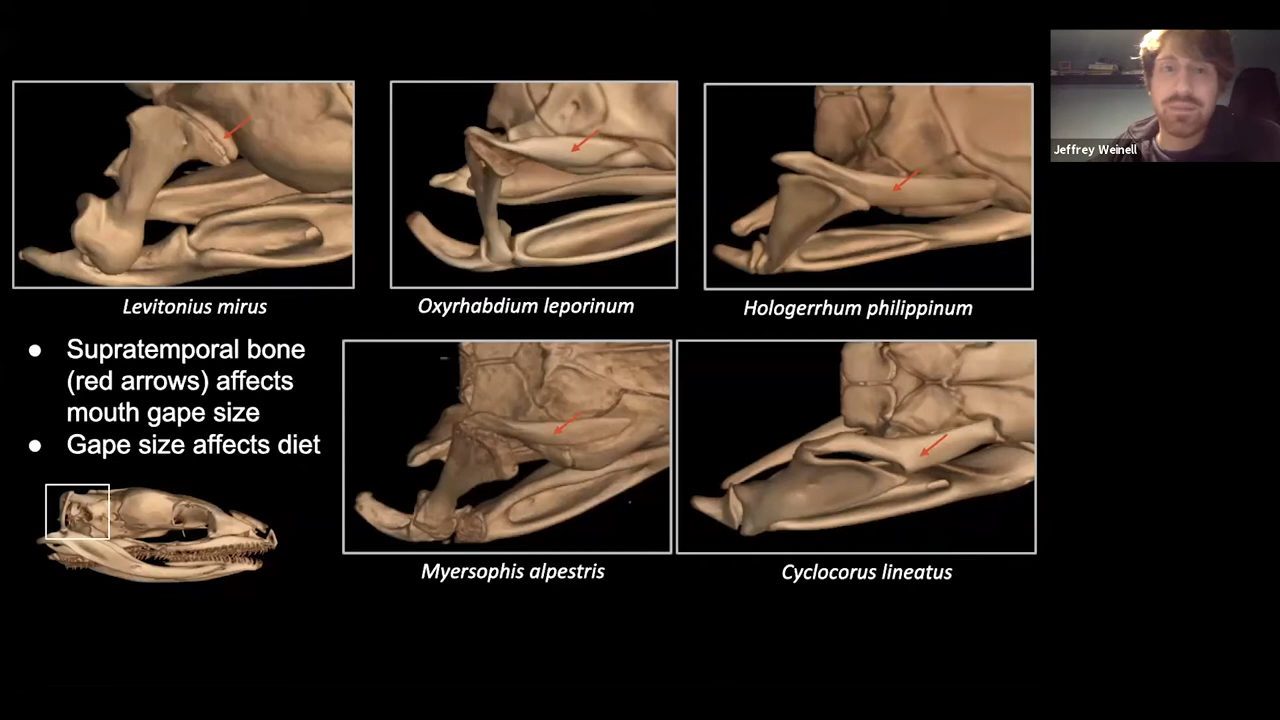 Jeffrey Weinell
Levitonius mirus
Oxyrhabdium leporinum
Hologerrhum philippinum
● Supratemporal bone
(red arrows) affects
mouth gape size
● Gape size affects diet
Myersophis alpestris
Cyclocorus lineatus